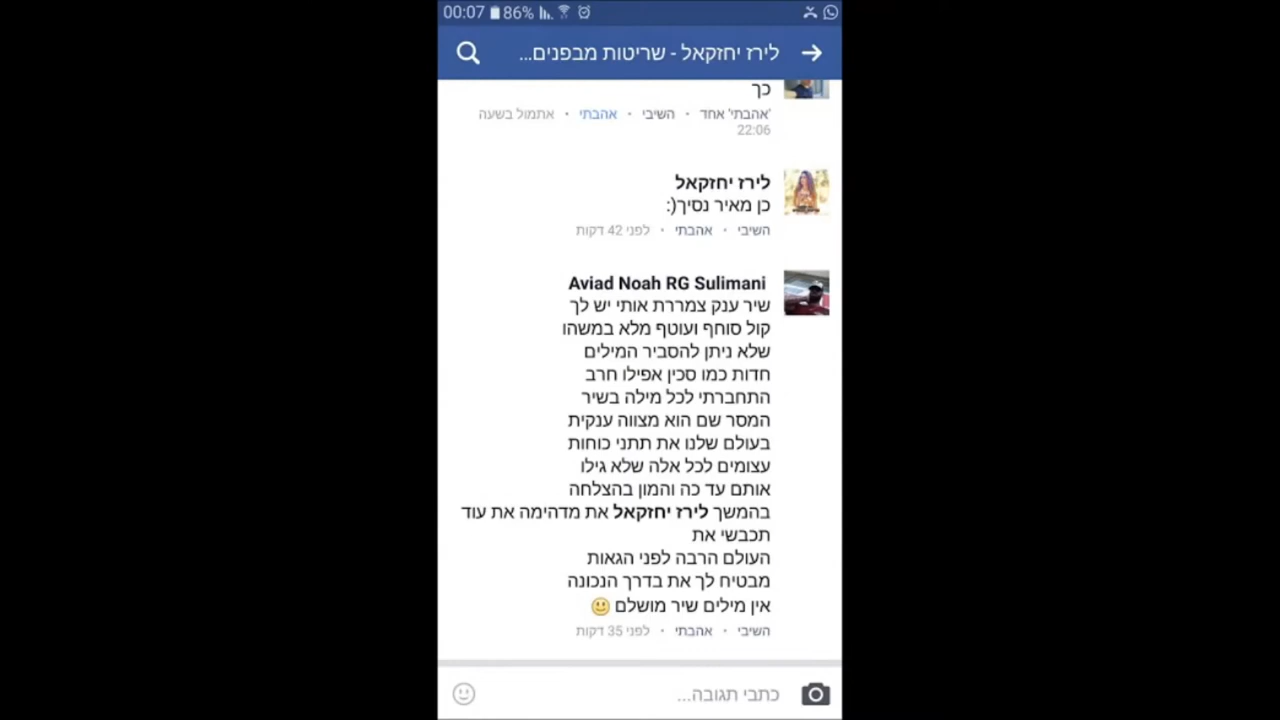 00:07 86%
לירז יחזקאל - שריטות מבפנים...
כך
'אהבתי' אחד • השיבי • אהבתי • אתמול בשעה
22:06
לירז יחזקאל
כן מאיר נסיך(:
השיבי • אהבתי • לפני 42 דקות
Aviad Noah RG Sulimani
שיר ענק צמררת אותי יש לך
קול סוחף ועוטף מלא במשהו
שלא ניתן להסביר המילים
חדות כמו סכין אפילו חרב
התחברתי לכל מילה בשיר
המסר שם הוא מצווה ענקית
בעולם שלנו את תתני כוחות
עצומים לכל אלה שלא גילו
אותם עד כה והמון בהצלחה
בהמשך לירז יחזקאל את מדהימה את עוד
תכבשי את
העולם הרבה לפני הגאות
מבטיח לך את בדרך הנכונה
אין מילים שיר מושלם 🙂
השיבי • אהבתי • לפני 35 דקות
כתבי תגובה...